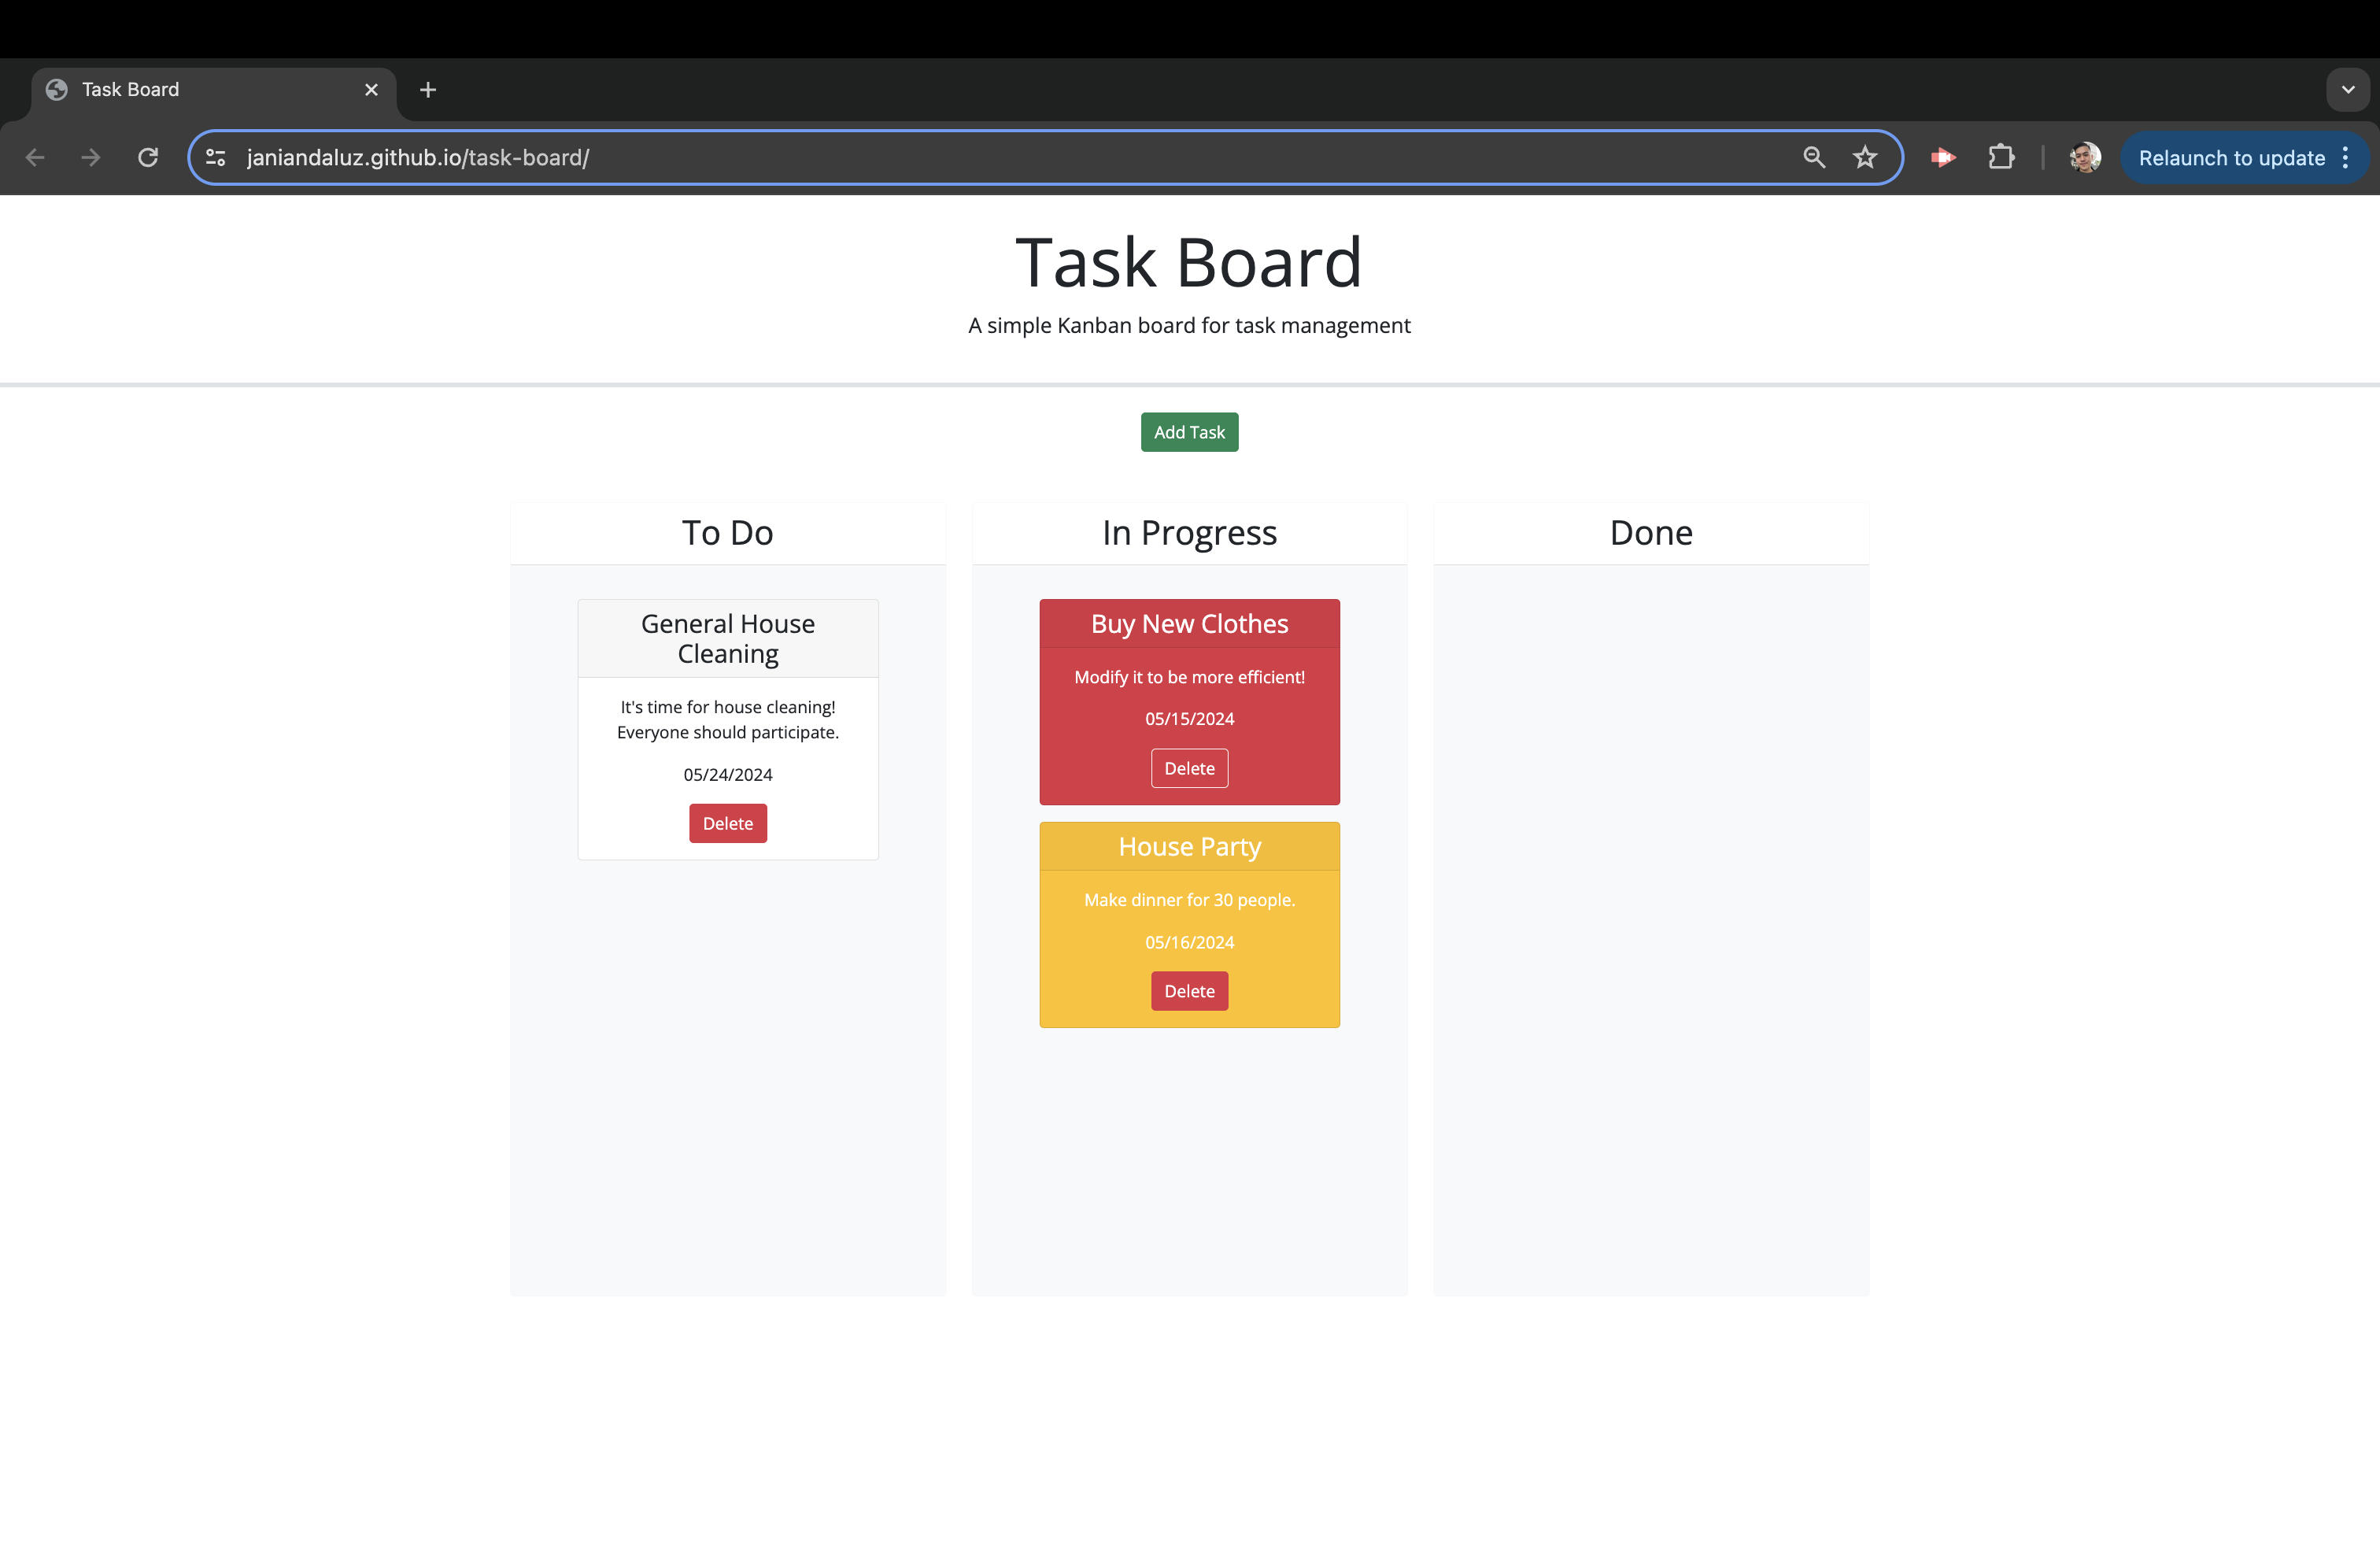 Task Board
janiandaluz.github.io/task-board/
Relaunch to update
Task Board
A simple Kanban board for task management
Add Task
To Do
General House
Cleaning
It's time for house cleaning!
Everyone should participate.
05/24/2024
Delete
In Progress
Buy New Clothes
Modify it to be more efficient!
05/15/2024
Delete
House Party
Make dinner for 30 people.
05/16/2024
Delete
Done